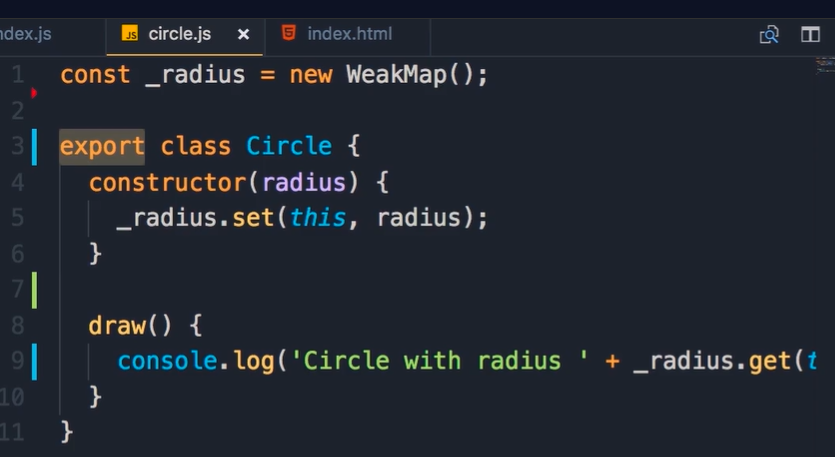 ndex.js JS circle.js × index.html
1 const _radius = new WeakMap();
2
3 export class Circle {
4 constructor(radius) {
5 _radius.set(this, radius);
6 }
7
8 draw() {
9 console.log('Circle with radius ' + _radius.get(t
10 }
11 }